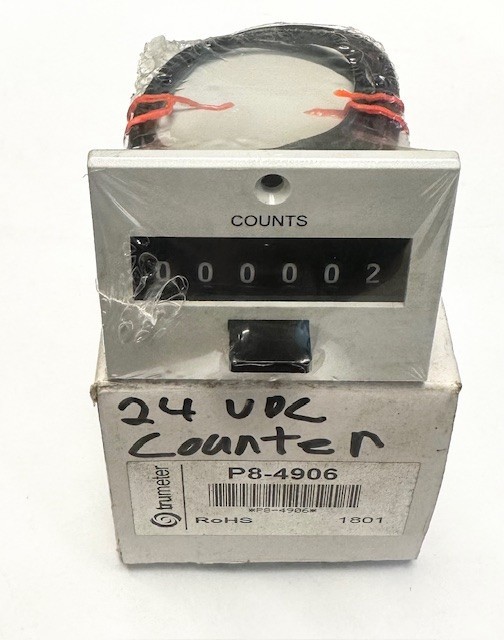 COUNTS
000002
24 VDC
Counter
trumeter
P8-4906
*P8-4906*
RoHS 1801